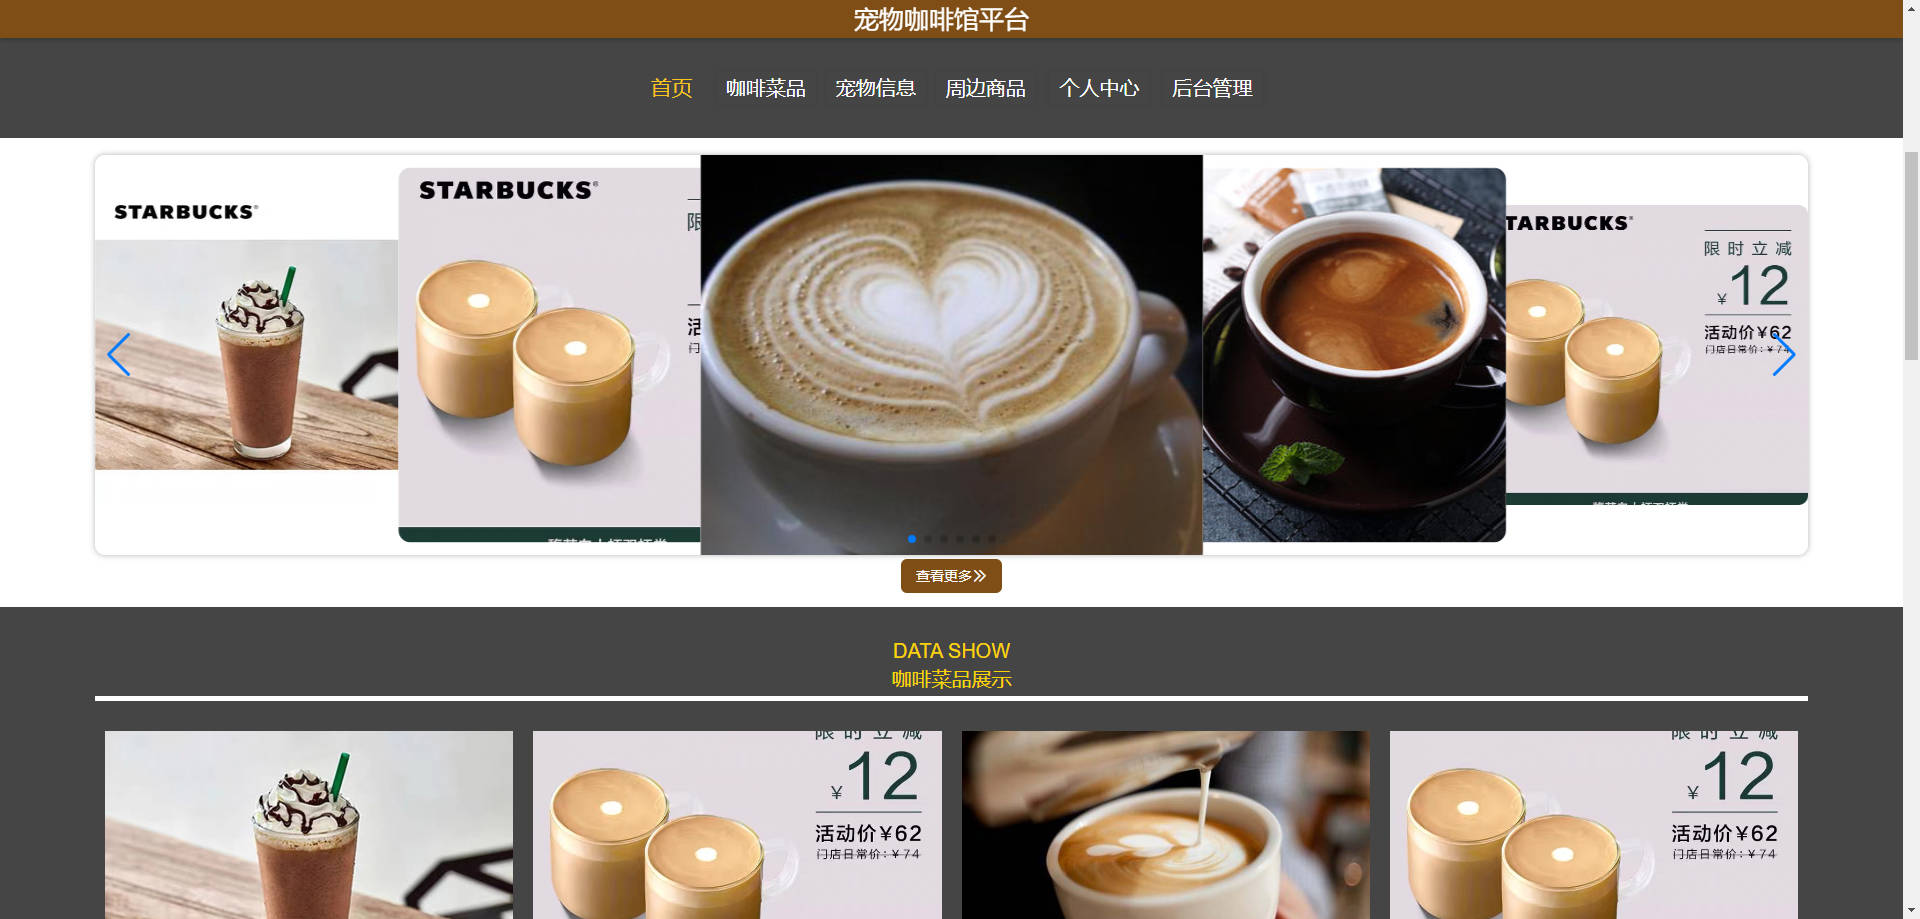 宠物咖啡馆平台
首页 咖啡菜品 宠物信息 周边商品 个人中心 后台管理
STARBUCKS®
STARBUCKS®
限
活
门
TARBUCKS®
限时立减
¥12
活动价¥62
门店日常价:¥74
查看更多
DATA SHOW
咖啡菜品展示
限时立减
¥12
活动价¥62
门店日常价:¥74
限时立减
¥12
活动价¥62
门店日常价:¥74